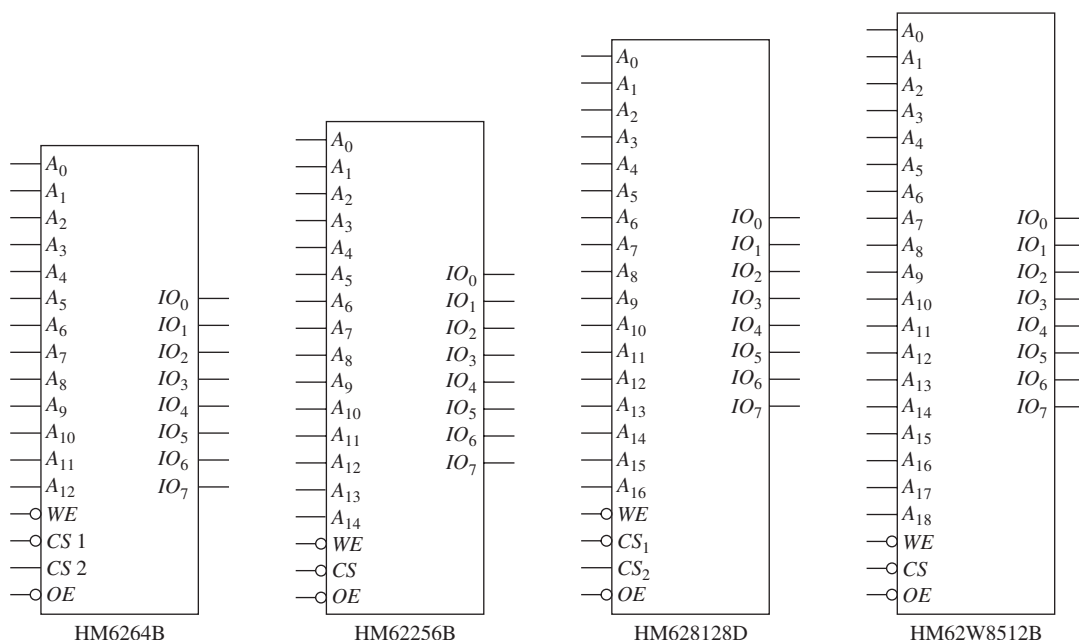 A₀
A₁
A₂
A₃
A₄
A₅
A₆
A₇
A₈
A₉
A₁₀
A₁₁
A₁₂
WE
CS 1
CS 2
OE
IO₀
IO₁
IO₂
IO₃
IO₄
IO₅
IO₆
IO₇
HM6264B
A₀
A₁
A₂
A₃
A₄
A₅
A₆
A₇
A₈
A₉
A₁₀
A₁₁
A₁₂
A₁₃
A₁₄
WE
CS
OE
IO₀
IO₁
IO₂
IO₃
IO₄
IO₅
IO₆
IO₇
HM62256B
A₀
A₁
A₂
A₃
A₄
A₅
A₆
A₇
A₈
A₉
A₁₀
A₁₁
A₁₂
A₁₃
A₁₄
A₁₅
A₁₆
WE
CS₁
CS₂
OE
IO₀
IO₁
IO₂
IO₃
IO₄
IO₅
IO₆
IO₇
HM628128D
A₀
A₁
A₂
A₃
A₄
A₅
A₆
A₇
A₈
A₉
A₁₀
A₁₁
A₁₂
A₁₃
A₁₄
A₁₅
A₁₆
A₁₇
A₁₈
WE
CS
OE
IO₀
IO₁
IO₂
IO₃
IO₄
IO₅
IO₆
IO₇
HM62W8512B